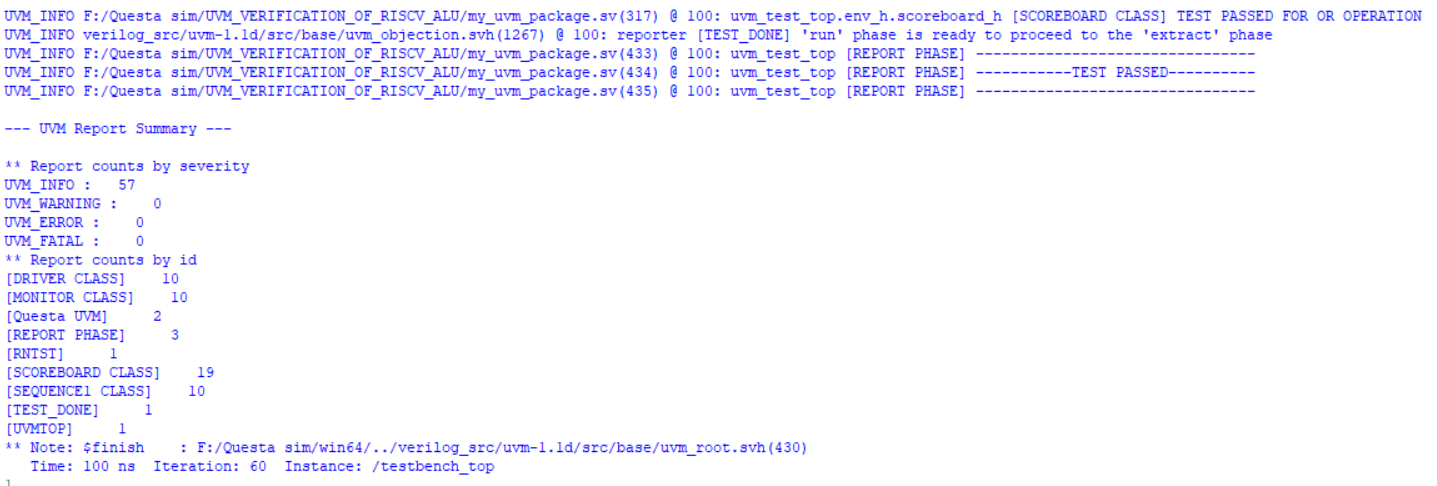 UVM_INFO F:/Questa sim/UVM_VERIFICATION_OF_RISCV_ALU/my_uvm_package.sv(317) @ 100: uvm_test_top.env_h.scoreboard_h [SCOREBOARD CLASS] TEST PASSED FOR OR OPERATION
UVM_INFO verilog_src/uvm-1.1d/src/base/uvm_objection.svh(1267) @ 100: reporter [TEST_DONE] 'run' phase is ready to proceed to the 'extract' phase
UVM_INFO F:/Questa sim/UVM_VERIFICATION_OF_RISCV_ALU/my_uvm_package.sv(433) @ 100: uvm_test_top [REPORT PHASE] --------------------------------
UVM_INFO F:/Questa sim/UVM_VERIFICATION_OF_RISCV_ALU/my_uvm_package.sv(434) @ 100: uvm_test_top [REPORT PHASE] -----------TEST PASSED----------
UVM_INFO F:/Questa sim/UVM_VERIFICATION_OF_RISCV_ALU/my_uvm_package.sv(435) @ 100: uvm_test_top [REPORT PHASE] --------------------------------
--- UVM Report Summary ---
** Report counts by severity
UVM_INFO :   57
UVM_WARNING :    0
UVM_ERROR :    0
UVM_FATAL :    0
** Report counts by id
[DRIVER CLASS]    10
[MONITOR CLASS]    10
[Questa UVM]     2
[REPORT PHASE]     3
[RNTST]     1
[SCOREBOARD CLASS]    19
[SEQUENCE1 CLASS]    10
[TEST_DONE]     1
[UVMTOP]     1
** Note: $finish    : F:/Questa sim/win64/../verilog_src/uvm-1.1d/src/base/uvm_root.svh(430)
   Time: 100 ns  Iteration: 60  Instance: /testbench_top
1